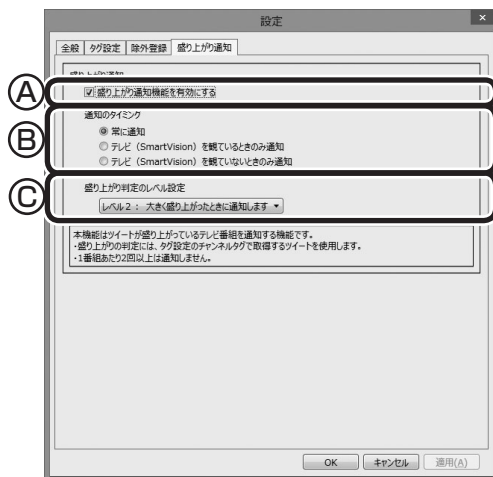 設定
×
全般 タグ設定 除外登録 盛り上がり通知
盛り上がり通知
Ⓐ
盛り上がり通知機能を有効にする
Ⓑ
通知のタイミング
常に通知
テレビ（SmartVision）を観ているときのみ通知
テレビ（SmartVision）を観ていないときのみ通知
Ⓒ
盛り上がり判定のレベル設定
レベル2： 大きく盛り上がったときに通知します
本機能はツイートが盛り上がっているテレビ番組を通知する機能です。
・盛り上がりの判定には、タグ設定のチャンネルタグで取得するツイートを使用します。
・1番組あたり2回以上は通知しません。
OK キャンセル 適用(A)